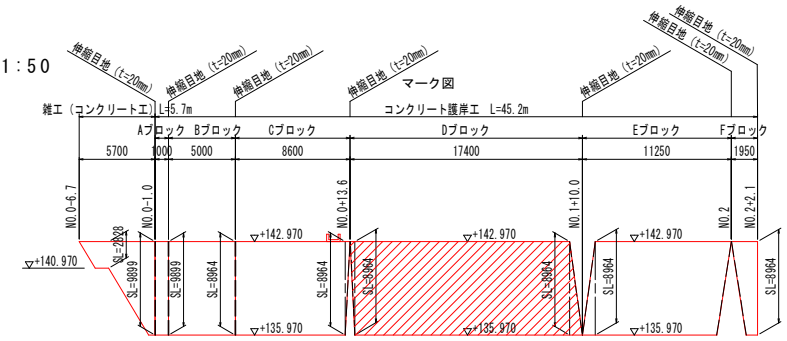 1:50
伸縮目地 (t=20mm)
伸縮目地 (t=20mm)
伸縮目地 (t=20mm)
伸縮目地 (t=20mm)
伸縮目地 (t=20mm)
伸縮目地 (t=20mm)
伸縮目地 (t=20mm)
マーク図
雑工 (コンクリート工) L=5.7m
コンクリート護岸工 L=45.2m
Aブロック
Bブロック
Cブロック
Dブロック
Eブロック
Fブロック
5700
1000
5000
8600
17400
11250
1950
NO.0-6.7
NO.0-1.0
NO.0+13.6
NO.1+10.0
NO.2
NO.2+2.1
+142.970
+142.970
+142.970
+140.970
SL=2828
SL=9899
SL=9899
SL=8964
SL=8964
SL=8964
SL=8964
SL=8964
SL=8964
+135.970
+135.970
+135.970